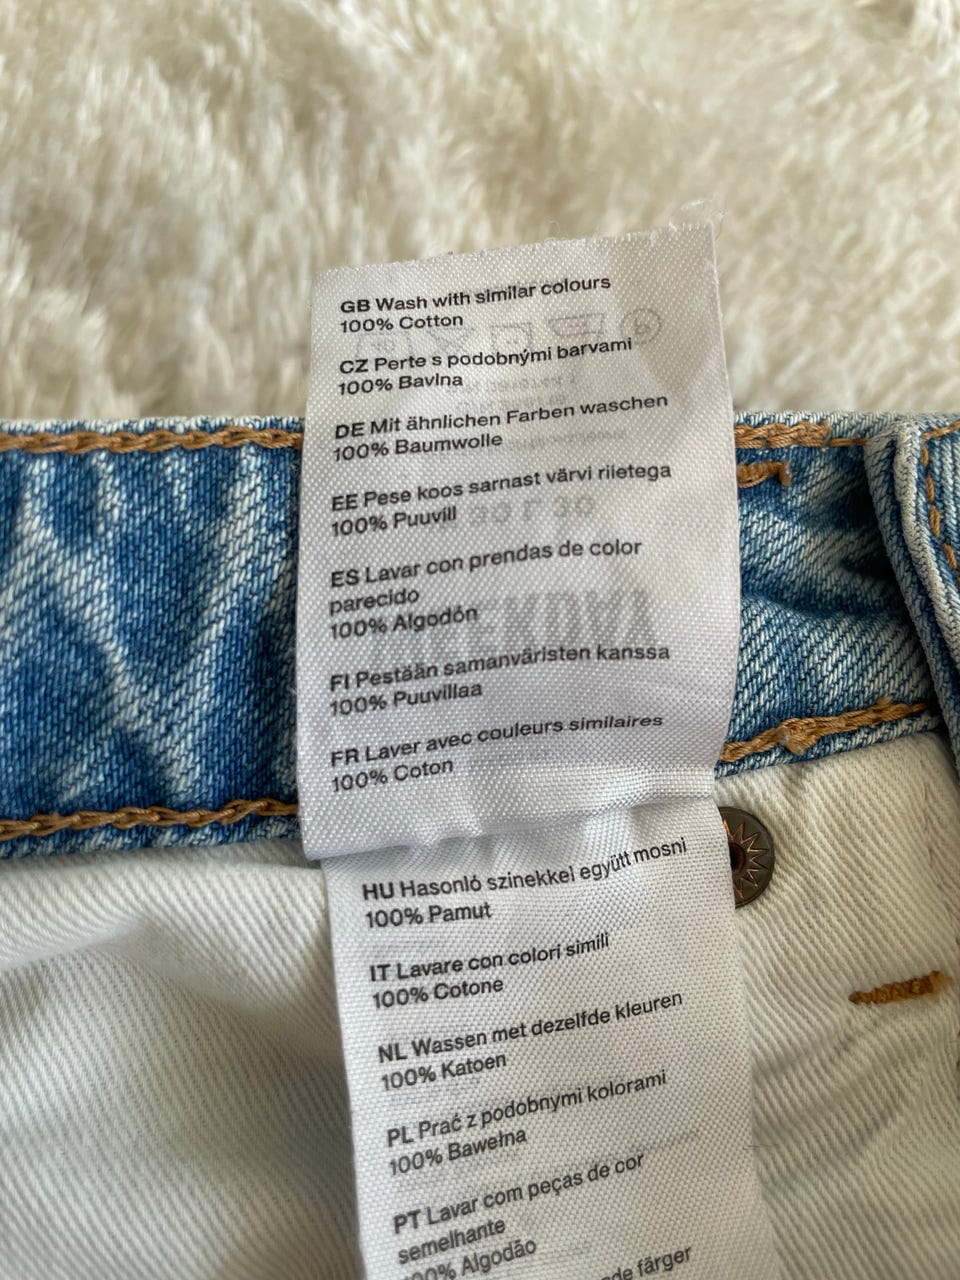 GB Wash with similar colours
100% Cotton
CZ Perte s podobnými barvami
100% Bavlna
DE Mit ähnlichen Farben waschen
100% Baumwolle
EE Pese koos sarnast värvi riietega
100% Puuvill
ES Lavar con prendas de color
parecido
100% Algodón
FI Pestään samanväristen kanssa
100% Puuvillaa
FR Laver avec couleurs similaires
100% Coton
HU Hasonló szinekkel együtt mosni
100% Pamut
IT Lavare con colori simili
100% Cotone
NL Wassen met dezelfde kleuren
100% Katoen
PL Prać z podobnymi kolorami
100% Bawełna
PT Lavar com peças de cor
semelhante
100% Algodão
färger